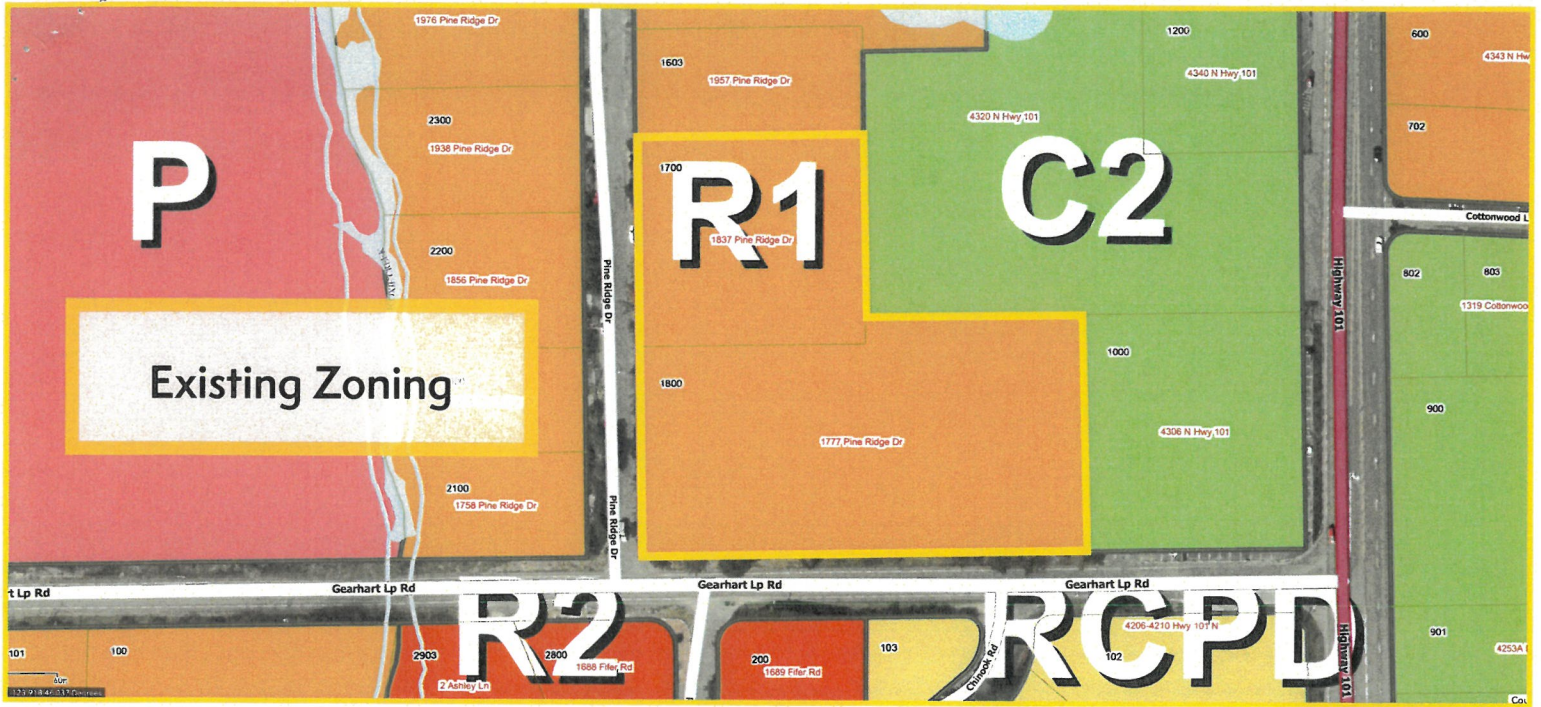 1976 Pine Ridge Dr
2300
1938 Pine Ridge Dr
2200
1856 Pine Ridge Dr
P
Existing Zoning
2100
1758 Pine Ridge Dr
Pine Ridge Dr
Pine Ridge Dr
1603
1957 Pine Ridge Dr
1700
R1
1837 Pine Ridge Dr
1800
1777 Pine Ridge Dr
1200
4340 N Hwy 101
4320 N Hwy 101
C2
1000
4306 N Hwy 101
Highway 101
Highway 101
600
4343 N Hw
702
Cottonwood L
802
803
1319 Cottonwoo
900
901
4253A
Cou
t Lp Rd
Gearhart Lp Rd
Gearhart Lp Rd
Gearhart Lp Rd
101
100
2903
2 Ashley Ln
R2
2800
1688 Fifer Rd
200
1689 Fifer Rd
103
Chinook Rd
RCPD
4206-4210 Hwy 101 N
102